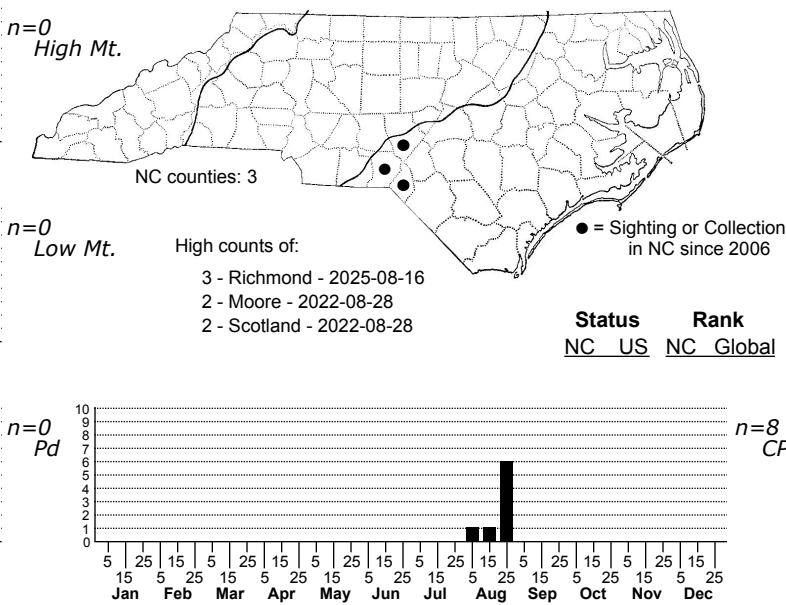 n=0
High Mt.
NC counties: 3
n=0
Low Mt.
High counts of:
3 - Richmond - 2025-08-16
2 - Moore - 2022-08-28
2 - Scotland - 2022-08-28
● = Sighting or Collection
in NC since 2006
Status Rank
NC US NC Global
n=0
Pd
n=8
CP
10
9
8
7
6
5
4
3
2
1
0
5 25 15 5 25 15 5 25 15 5 25 15 5 25 15 5 25 15
15 5 25 15 5 25 15 5 25 15 5 25 15 5 25 15 5 25
Jan Feb Mar Apr May Jun Jul Aug Sep Oct Nov Dec